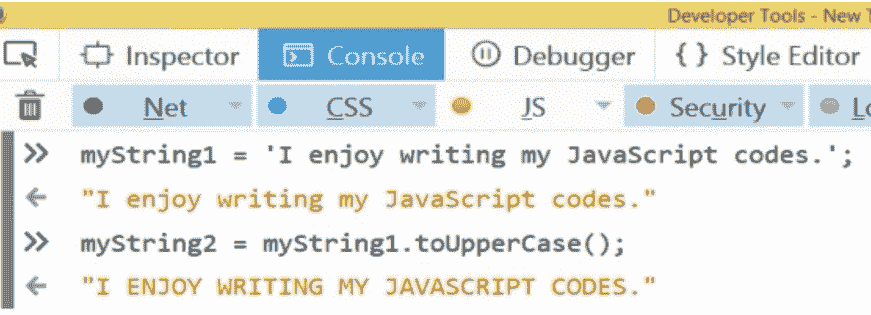 Developer Tools - New
Inspector Console Debugger { } Style Editor
Net CSS JS Security
>> myString1 = 'I enjoy writing my JavaScript codes.';
← "I enjoy writing my JavaScript codes."
>> myString2 = myString1.toUpperCase();
← "I ENJOY WRITING MY JAVASCRIPT CODES."